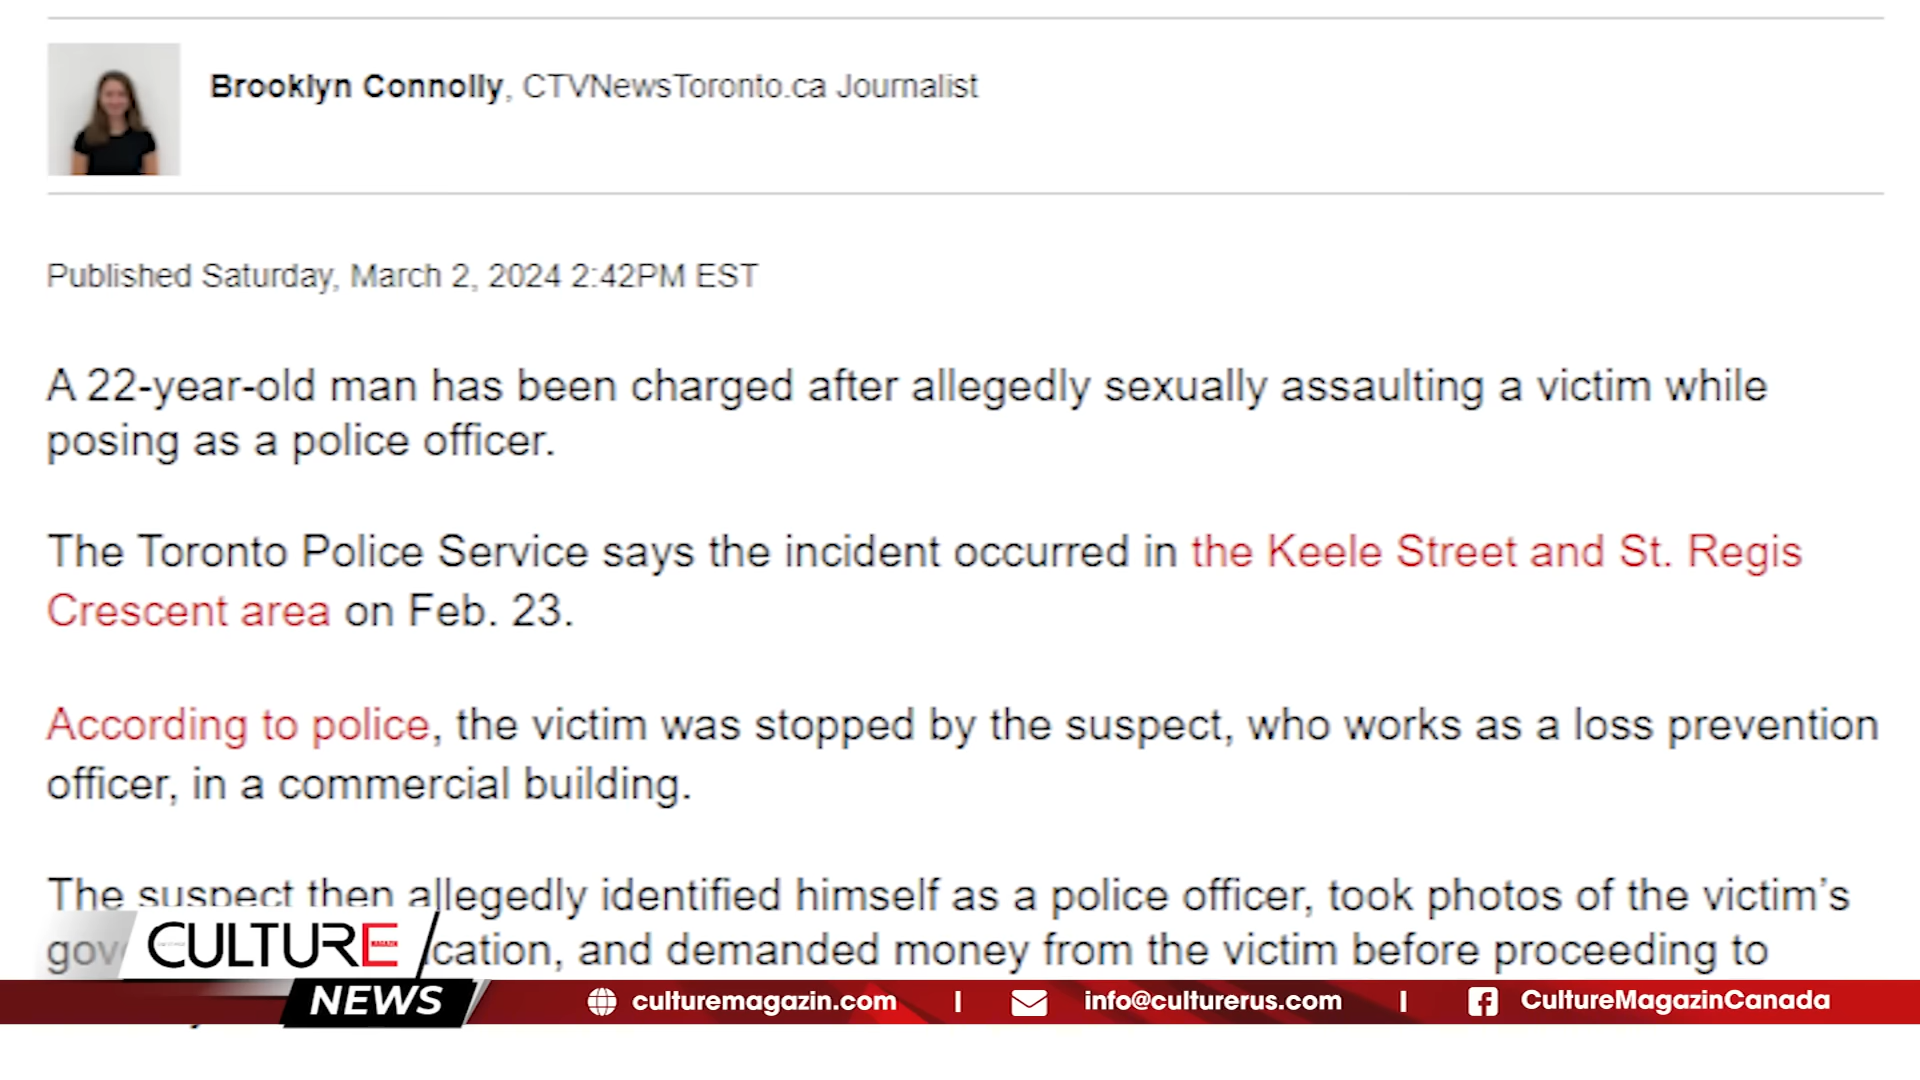 Brooklyn Connolly, CTVNewsToronto.ca Journalist
Published Saturday, March 2, 2024 2:42PM EST
A 22-year-old man has been charged after allegedly sexually assaulting a victim while
posing as a police officer.
The Toronto Police Service says the incident occurred in the Keele Street and St. Regis
Crescent area on Feb. 23.
According to police, the victim was stopped by the suspect, who works as a loss prevention
officer, in a commercial building.
The suspect then allegedly identified himself as a police officer, took photos of the victim's
gov cation, and demanded money from the victim before proceeding to
CULTURE
NEWS
culturemagazin.com | info@culturerus.com | CultureMagazinCanada